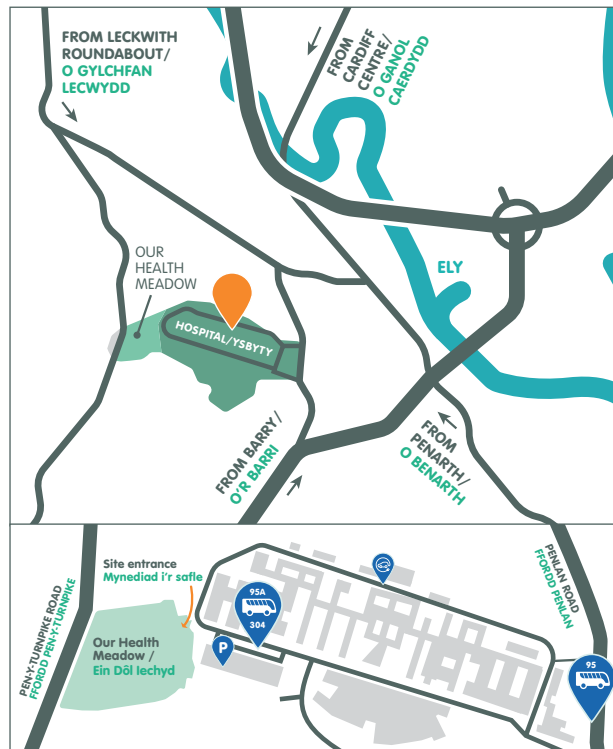 FROM LECKWITH
ROUNDABOUT/
O GYLCHFAN
LECWYDD
FROM
CARDIFF
CENTRE/
O GANOL
CAERDYDD
OUR
HEALTH
MEADOW
ELY
HOSPITAL/YSBYTY
FROM BARRY/
O'R BARRI
FROM
PENARTH/
O BENARTH
PEN-Y-TURNPIKE ROAD
FFORDD PEN-Y-TURNPIKE
Site entrance
Mynediad i'r safle
Our Health
Meadow /
Ein Dôl Iechyd
95A
304
P
PENLAN ROAD
FFORDD PENLAN
95